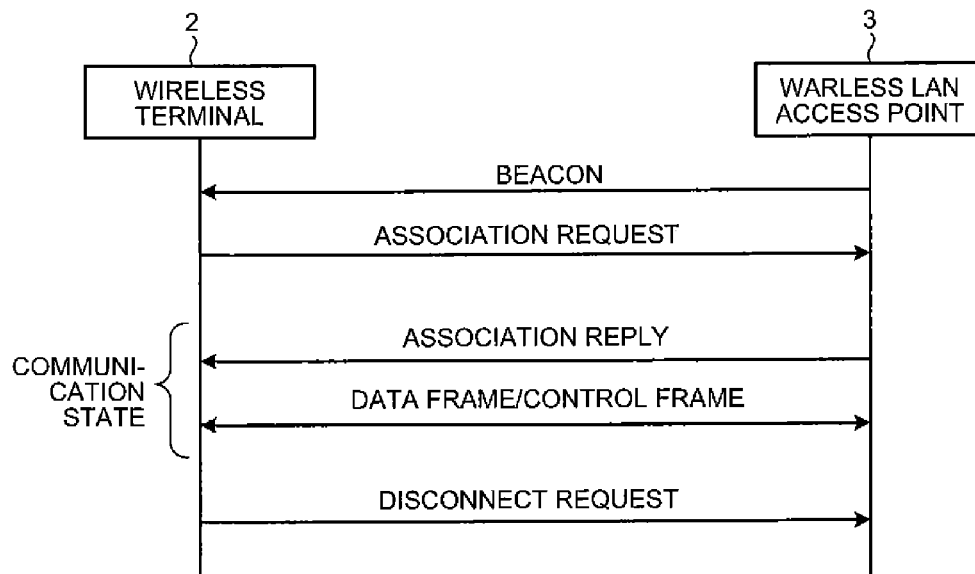 2
3
WIRELESS
TERMINAL
WARLESS LAN
ACCESS POINT
BEACON
ASSOCIATION REQUEST
ASSOCIATION REPLY
COMMUNI-
CATION
STATE
DATA FRAME/CONTROL FRAME
DISCONNECT REQUEST